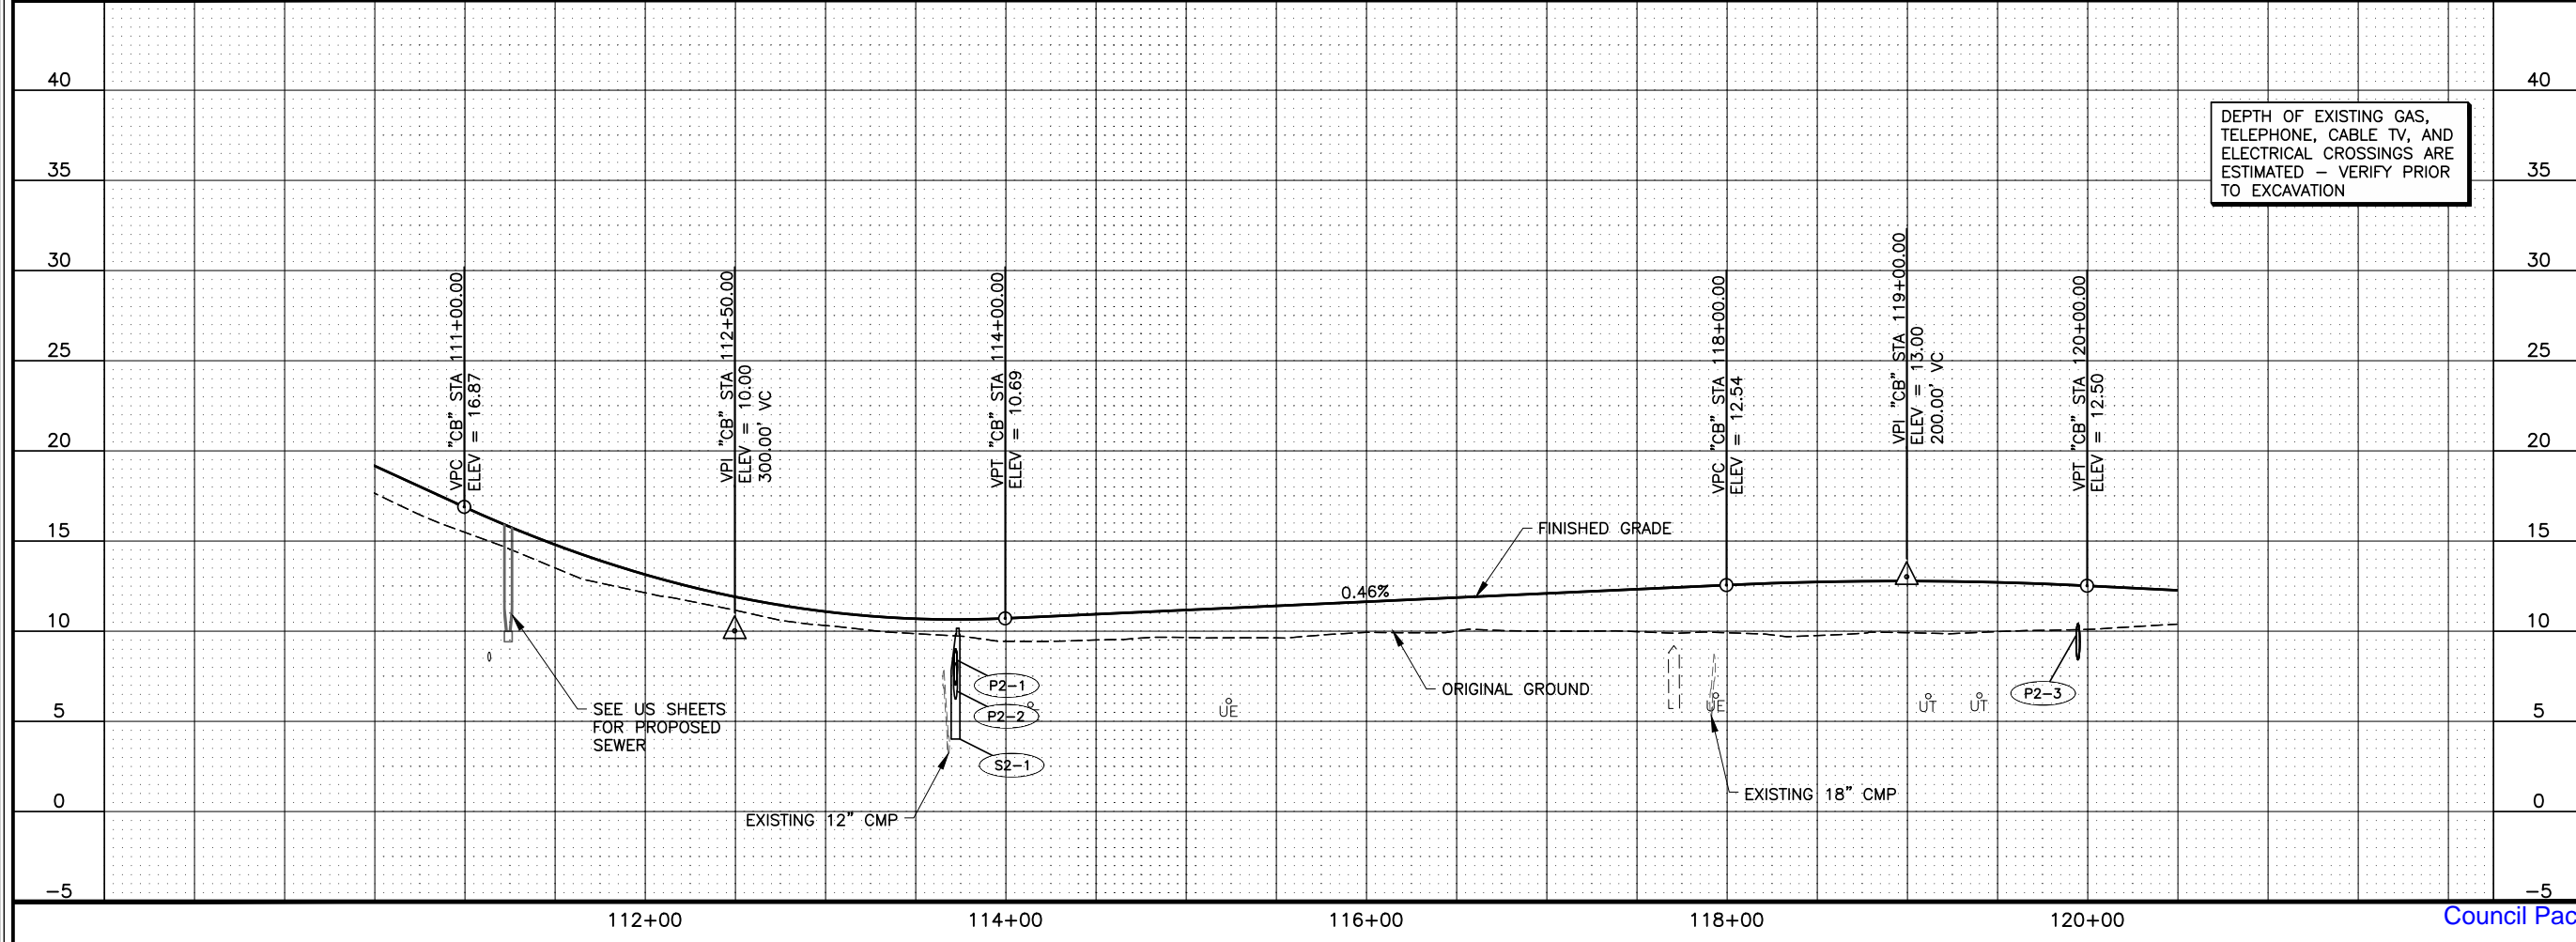 40
35
30
25
20
15
10
5
0
-5
40
35
30
25
20
15
10
5
0
-5
DEPTH OF EXISTING GAS,
TELEPHONE, CABLE TV, AND
ELECTRICAL CROSSINGS ARE
ESTIMATED – VERIFY PRIOR
TO EXCAVATION
VPC "CB" STA 111+00.00
ELEV = 16.87
VPI "CB" STA 112+50.00
ELEV = 10.00
300.00' VC
VPT "CB" STA 114+00.00
ELEV = 10.69
VPC "CB" STA 118+00.00
ELEV = 12.54
VPI "CB" STA 119+00.00
ELEV = 13.00
200.00' VC
VPT "CB" STA 120+00.00
ELEV = 12.50
FINISHED GRADE
0.46%
ORIGINAL GROUND
SEE US SHEETS
FOR PROPOSED
SEWER
P2-1
P2-2
S2-1
EXISTING 12" CMP
UE
UE
UT
UT
P2-3
EXISTING 18" CMP
112+00
114+00
116+00
118+00
120+00
Council Pac